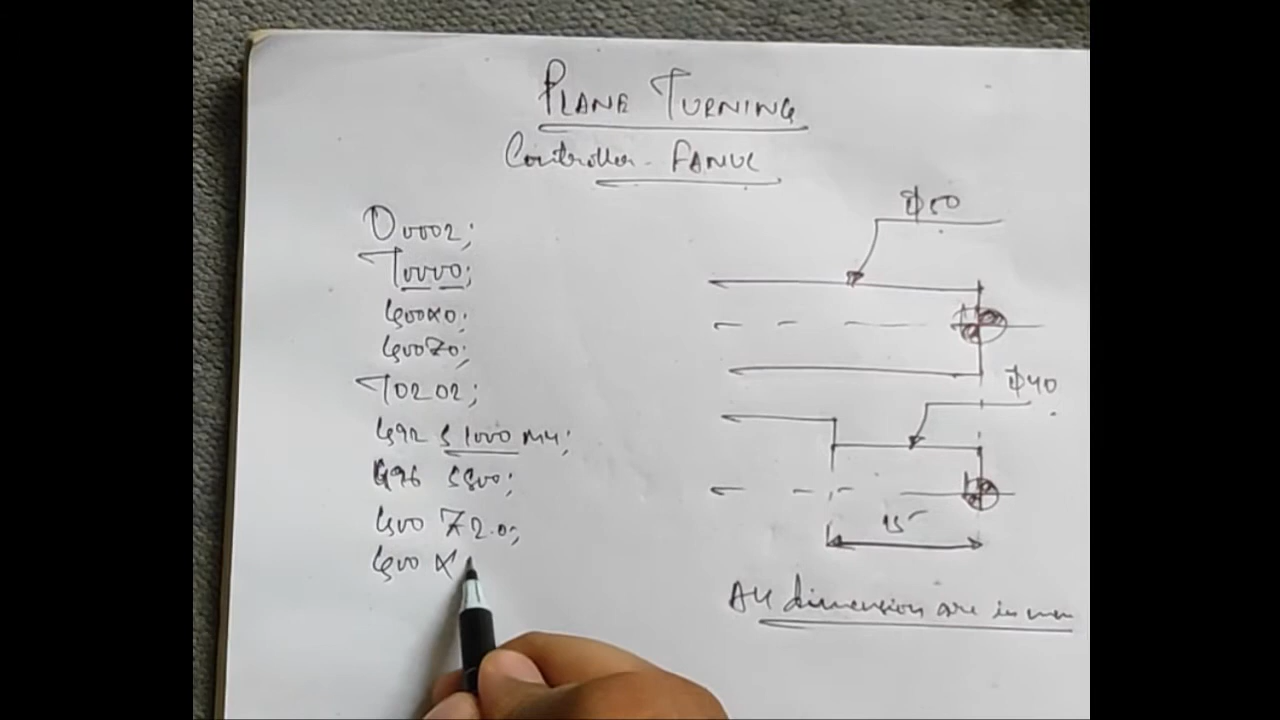 PLANE TURNING
Controller - FANUC
O0002;
T0000;
G00X0;
G00Z0;
T0202;
G92 S1000 M4;
G96 S800;
G00 Z2.0;
G00 X
Φ50
Φ40
15
All dimension are in mm